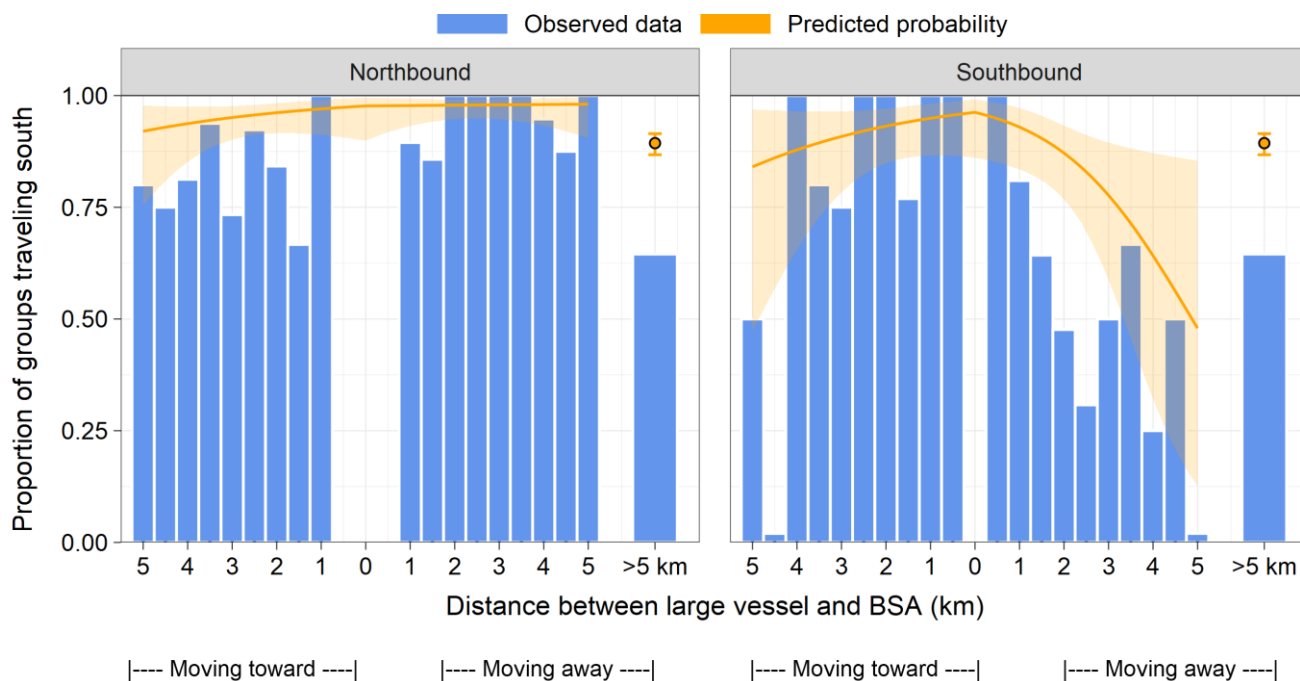 Observed data Predicted probability
Northbound Southbound
Proportion of groups traveling south
1.00
0.75
0.50
0.25
0.00
5 4 3 2 1 0 1 2 3 4 5 >5 km 5 4 3 2 1 0 1 2 3 4 5 >5 km
Distance between large vessel and BSA (km)
|---- Moving toward ----| |---- Moving away ----| |---- Moving toward ----| |---- Moving away ----|